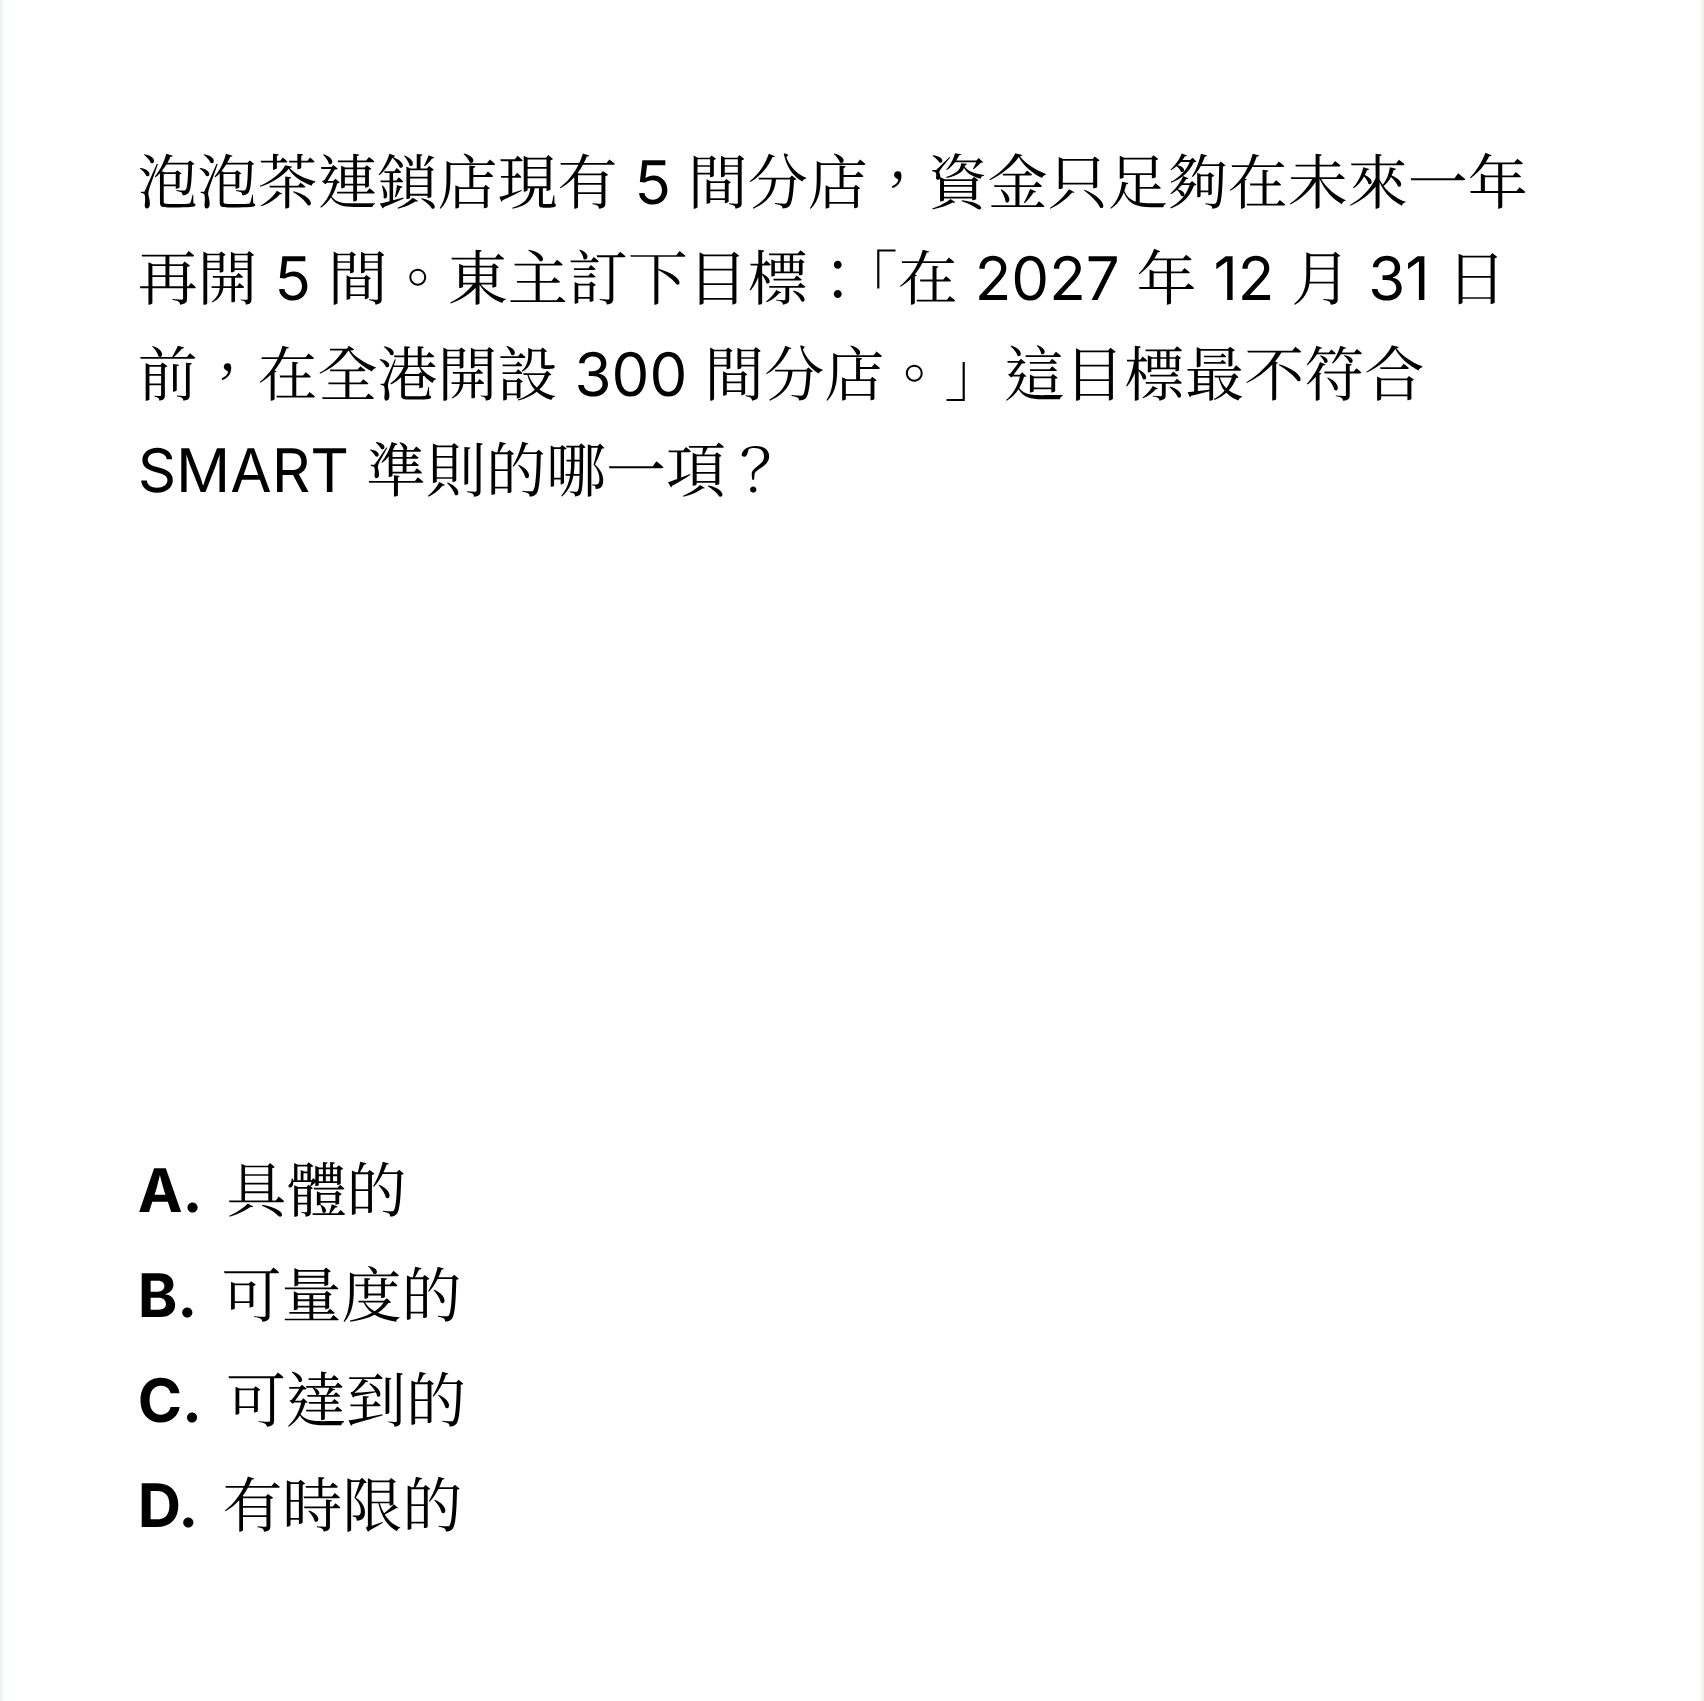 泡泡茶連鎖店現有 5 間分店，資金只足夠在未來一年
再開 5 間。東主訂下目標：「在 2027 年 12 月 31 日
前，在全港開設 300 間分店。」這目標最不符合
SMART 準則的哪一項？
A. 具體的
B. 可量度的
C. 可達到的
D. 有時限的